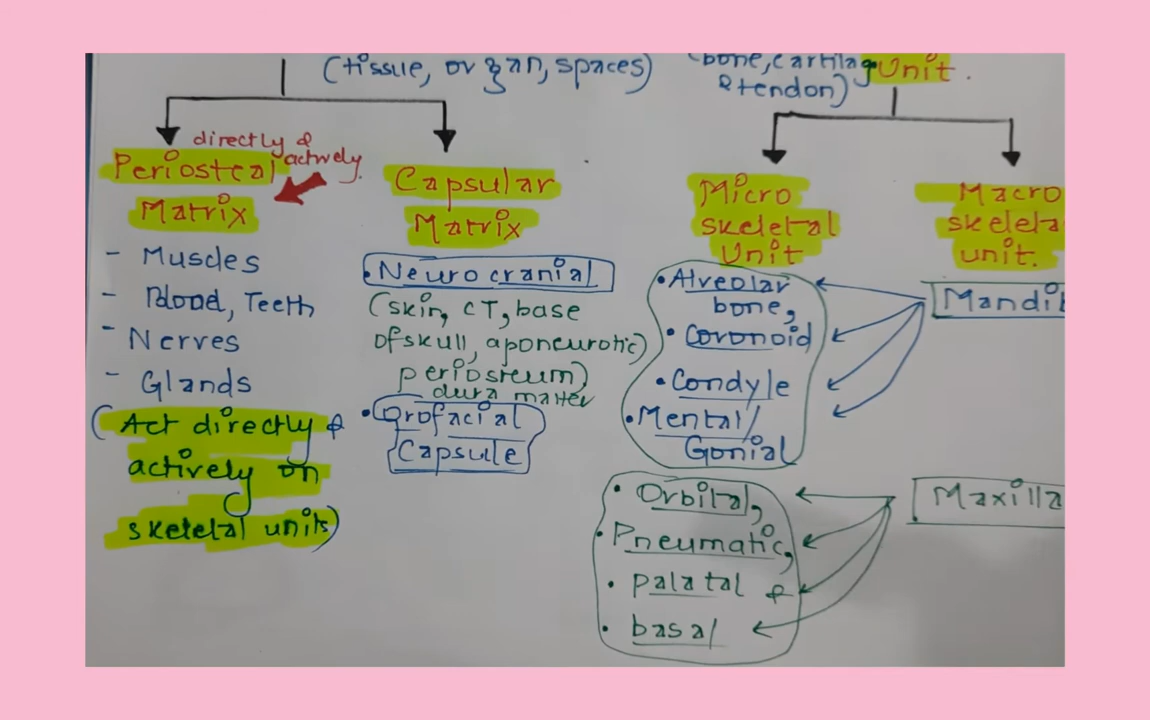 (tissue, organ, spaces)
(bone, cartilag Unit.
& tendon)
directly &
actively.
Periosteal
Matrix
- Muscles
- Blood, Teeth
- Nerves
- Glands
(Act directly &
actively on
skeletal units)
Capsular
Matrix
• Neurocranial
(skin, CT, base
of skull, aponeurotic)
periosteum)
dura matter
• Orofacial
Capsule
Micro
skeletal
Unit
• Alveolar
bone,
• Coronoid
• Condyle
• Mental/
Gonial
• Orbital,
• Pneumatic,
• palatal &
• basal
Macro
skeleta
unit.
Mandib
Maxilla